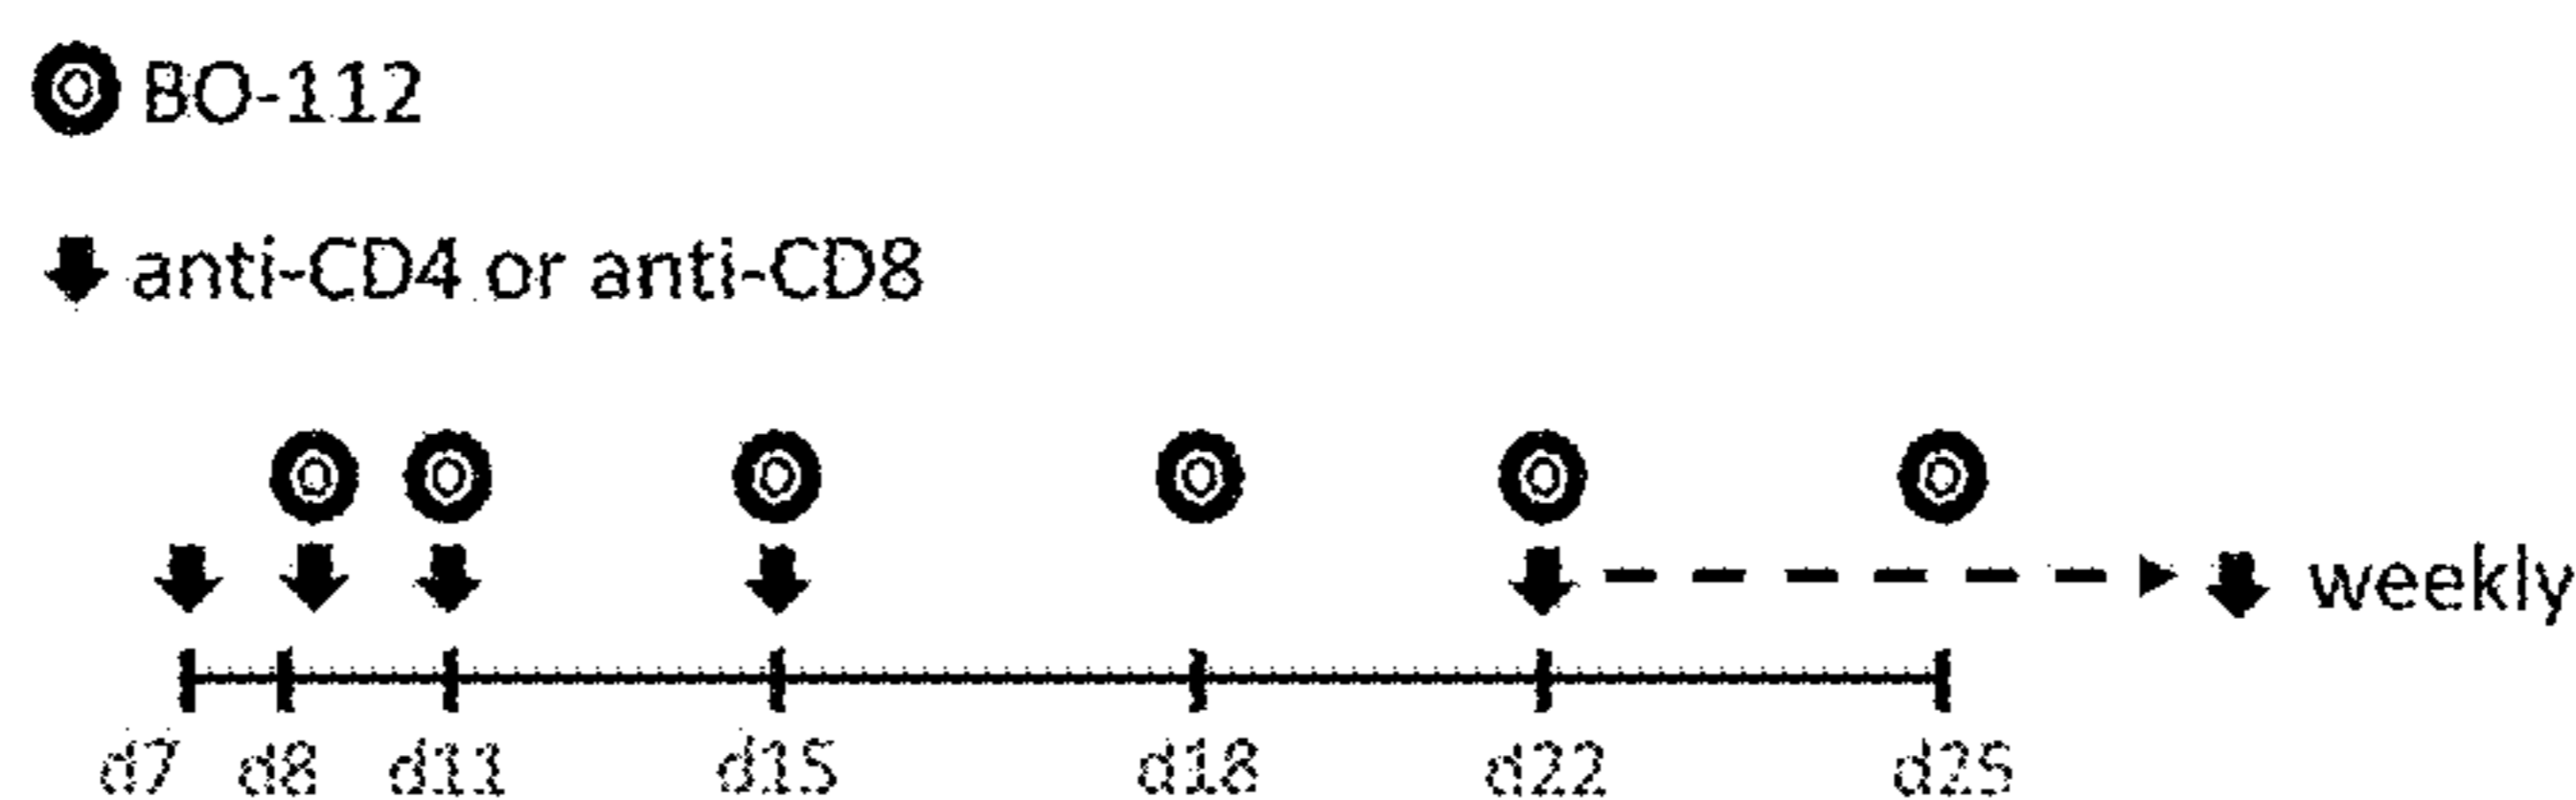 BO-112
anti-CD4 or anti-CD8
weekly
d7 d8 d11 d15 d18 d22 d25